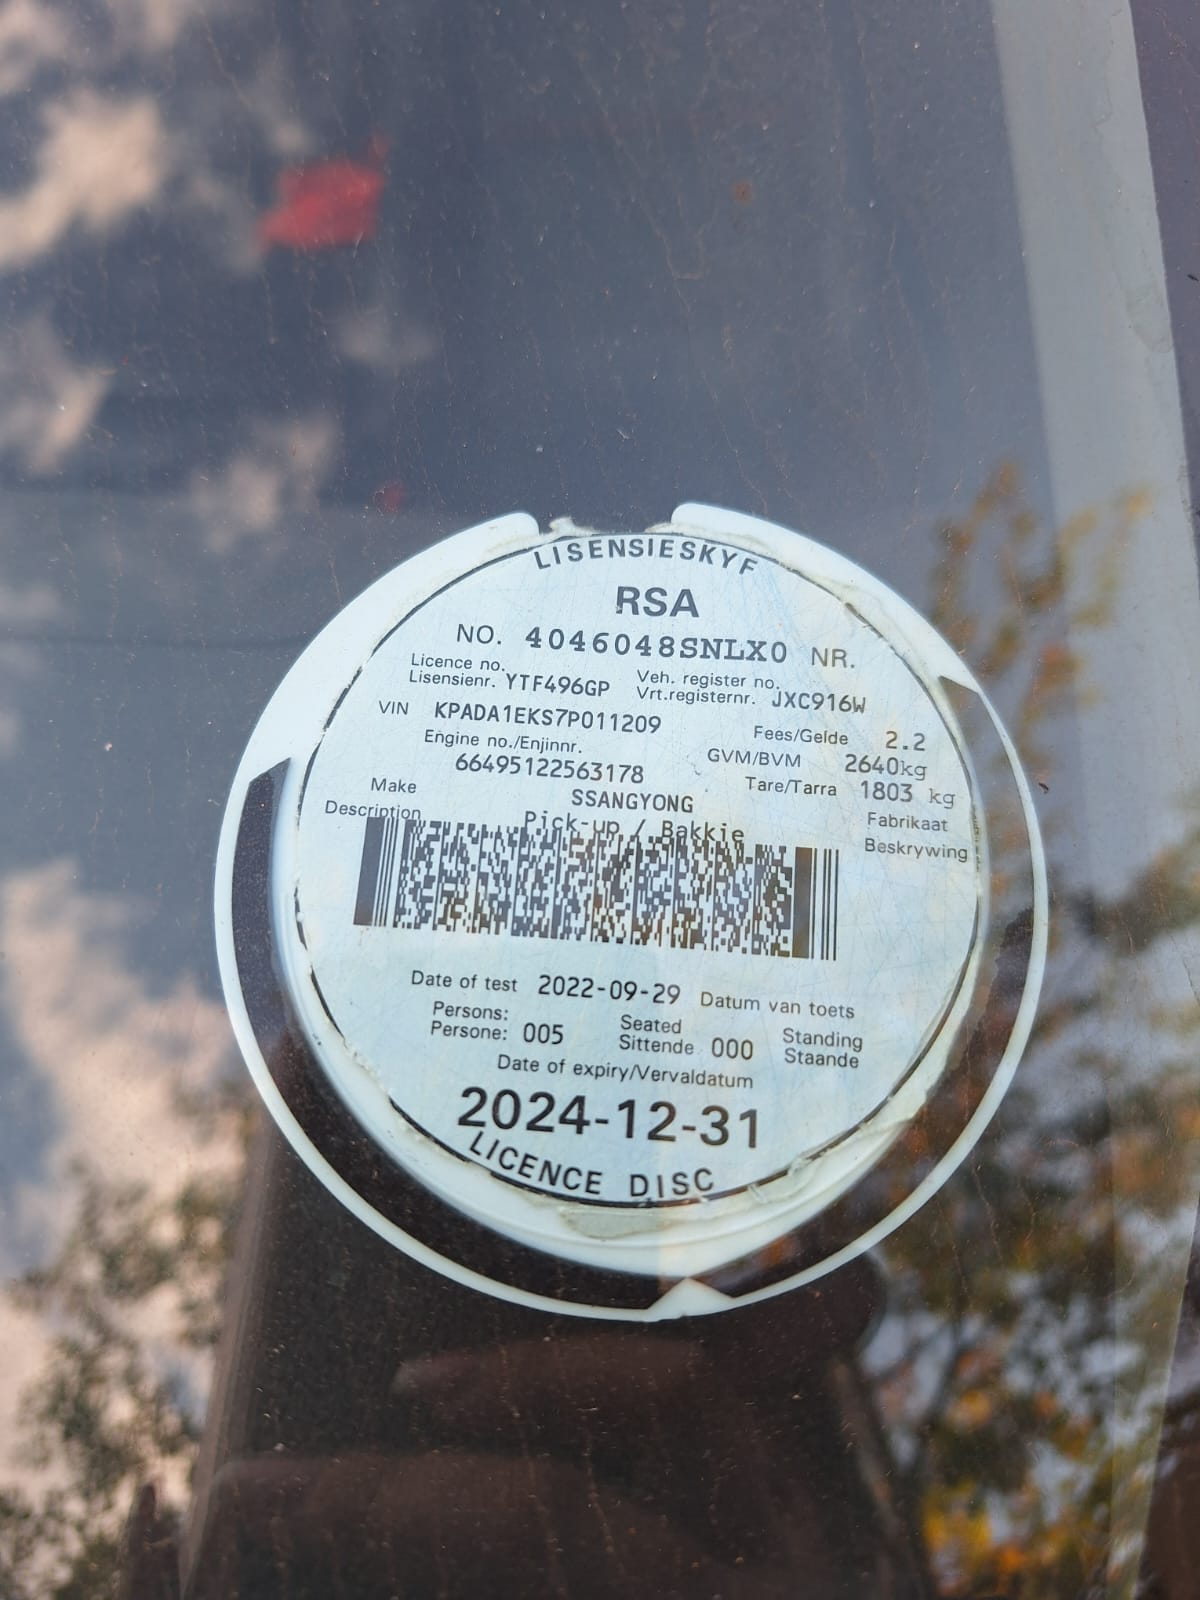 LISENSIESKYF
RSA
NO. 4046048SNLX0 NR.
Licence no. Veh. register no.
Lisensienr. YTF496GP Vrt.registernr. JXC916W
VIN KPADA1EKS7P011209 Fees/Gelde 2.2
Engine no./Enjinnr. GVM/BVM 2640kg
66495122563178 Tare/Tarra 1803 kg
Make SSANGYONG Fabrikaat
Description Pick-up / Bakkie Beskrywing
Date of test 2022-09-29 Datum van toets
Persons: Seated Standing
Persone: 005 Sittende 000 Staande
Date of expiry/Vervaldatum
2024-12-31
LICENCE DISC